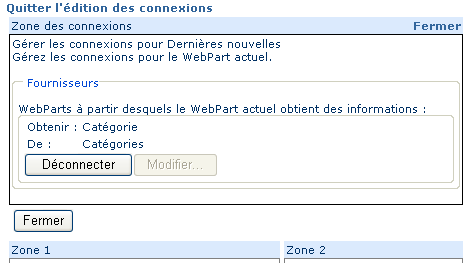 Quitter l'édition des connexions
Zone des connexions Fermer
Gérer les connexions pour Dernières nouvelles
Gérez les connexions pour le WebPart actuel.
Fournisseurs
WebParts à partir desquels le WebPart actuel obtient des informations :
Obtenir : Catégorie
De : Catégories
Déconnecter Modifier...
Fermer
Zone 1 Zone 2